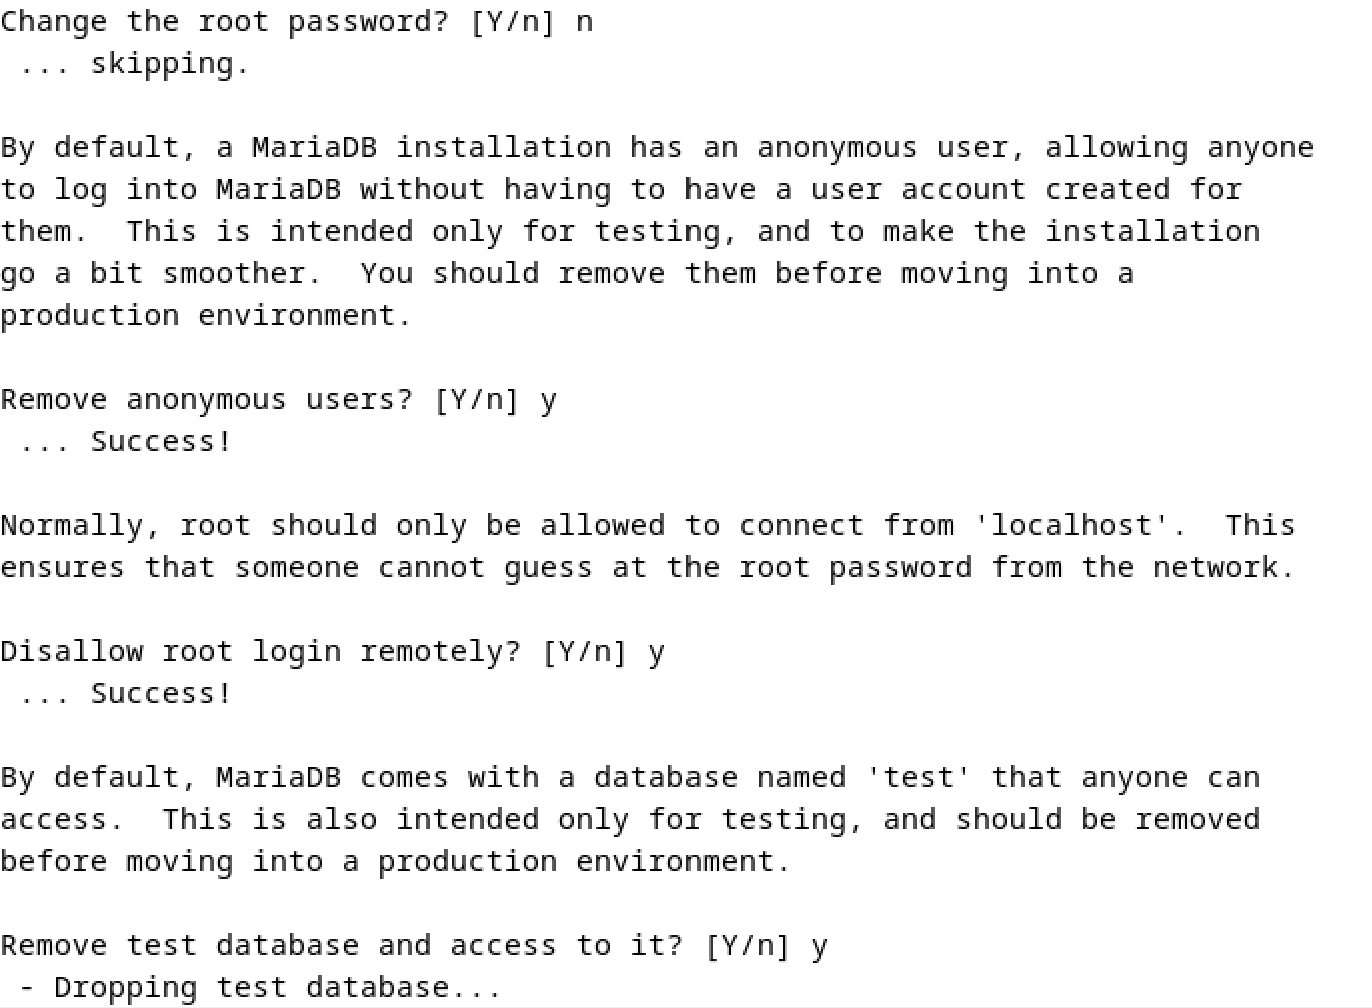 Change the root password? [Y/n] n
 ... skipping.

By default, a MariaDB installation has an anonymous user, allowing anyone
to log into MariaDB without having to have a user account created for
them.  This is intended only for testing, and to make the installation
go a bit smoother.  You should remove them before moving into a
production environment.

Remove anonymous users? [Y/n] y
 ... Success!

Normally, root should only be allowed to connect from 'localhost'.  This
ensures that someone cannot guess at the root password from the network.

Disallow root login remotely? [Y/n] y
 ... Success!

By default, MariaDB comes with a database named 'test' that anyone can
access.  This is also intended only for testing, and should be removed
before moving into a production environment.

Remove test database and access to it? [Y/n] y
 - Dropping test database...